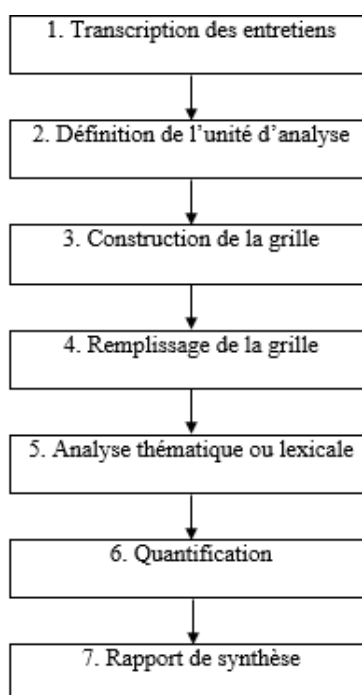 1. Transcription des entretiens
2. Définition de l’unité d’analyse
3. Construction de la grille
4. Remplissage de la grille
5. Analyse thématique ou lexicale
6. Quantification
7. Rapport de synthèse